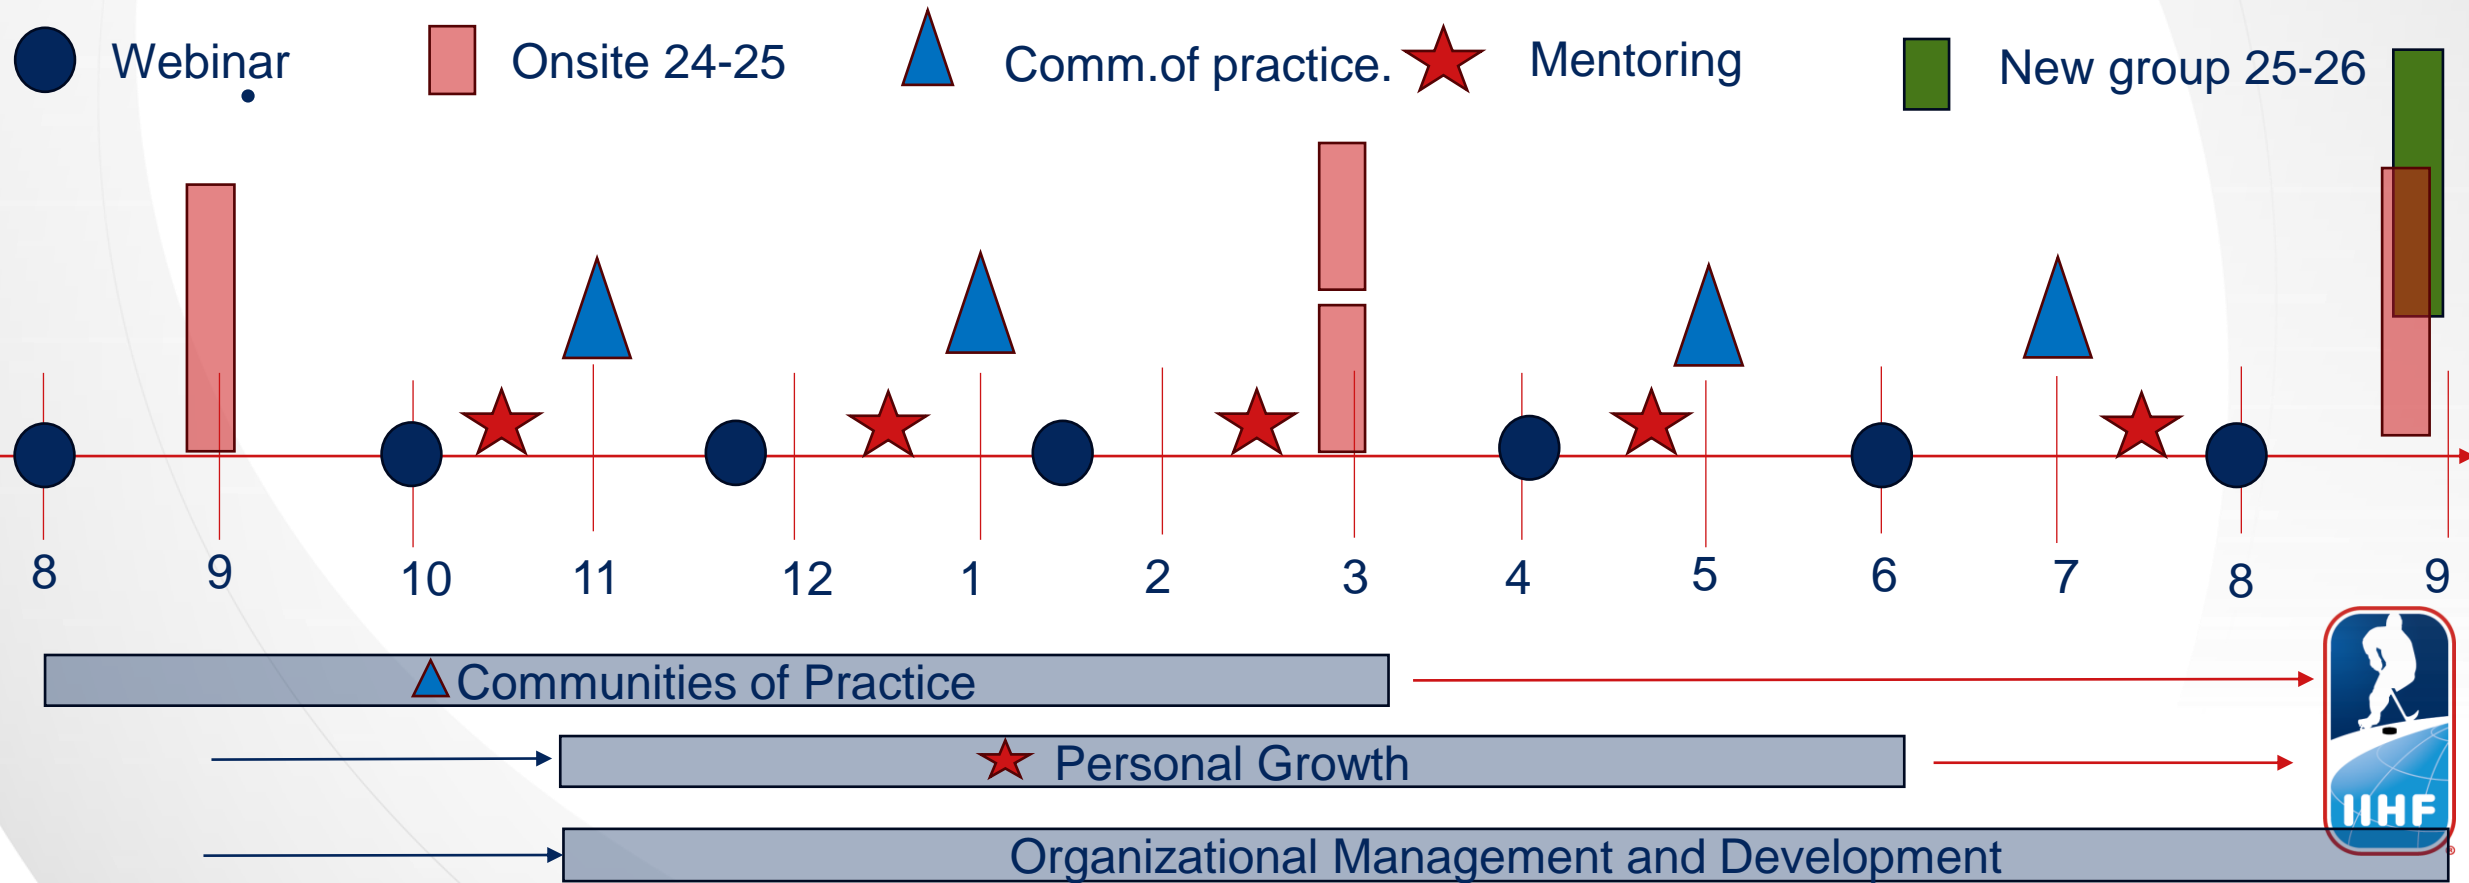 Webinar
Onsite 24-25
Comm.of practice.
Mentoring
New group 25-26
8 9 10 11 12 1 2 3 4 5 6 7 8 9
Communities of Practice
Personal Growth
IIHF
®
Organizational Management and Development